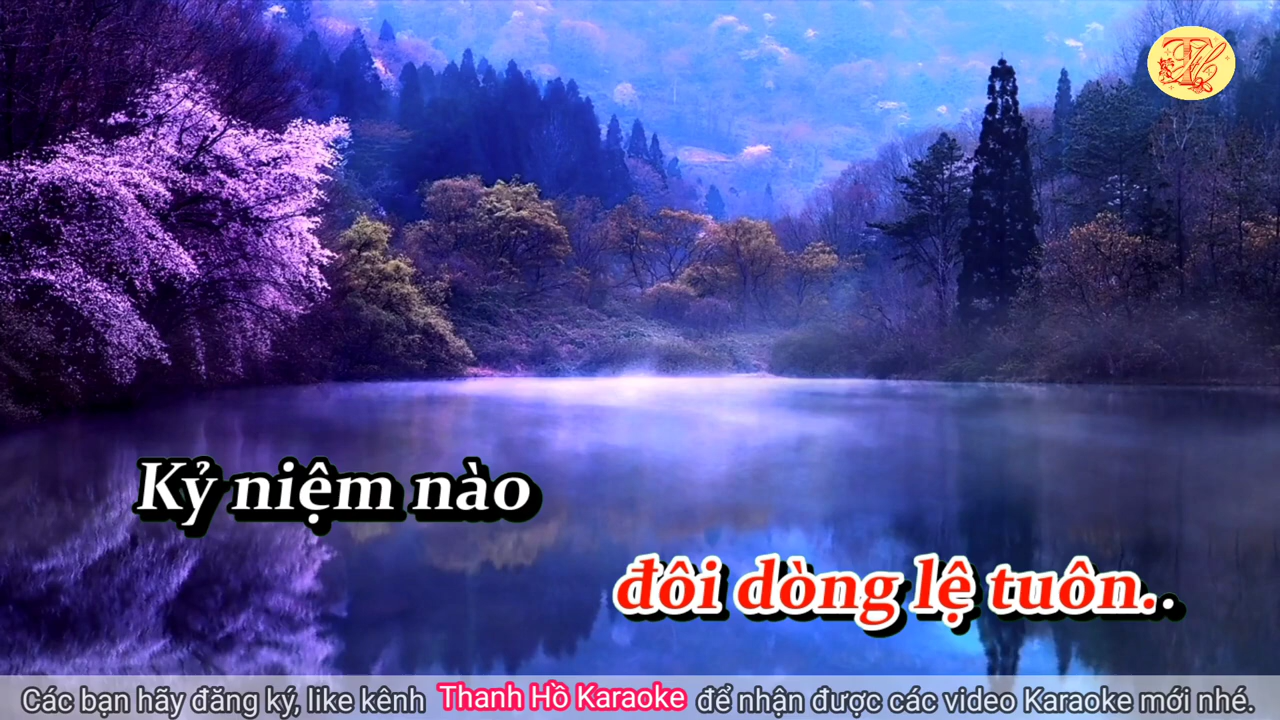 Kỷ niệm nào
đôi dòng lệ tuôn..
Các bạn hãy đăng ký, like kênh Thanh Hồ Karaoke để nhận được các video Karaoke mới nhé.